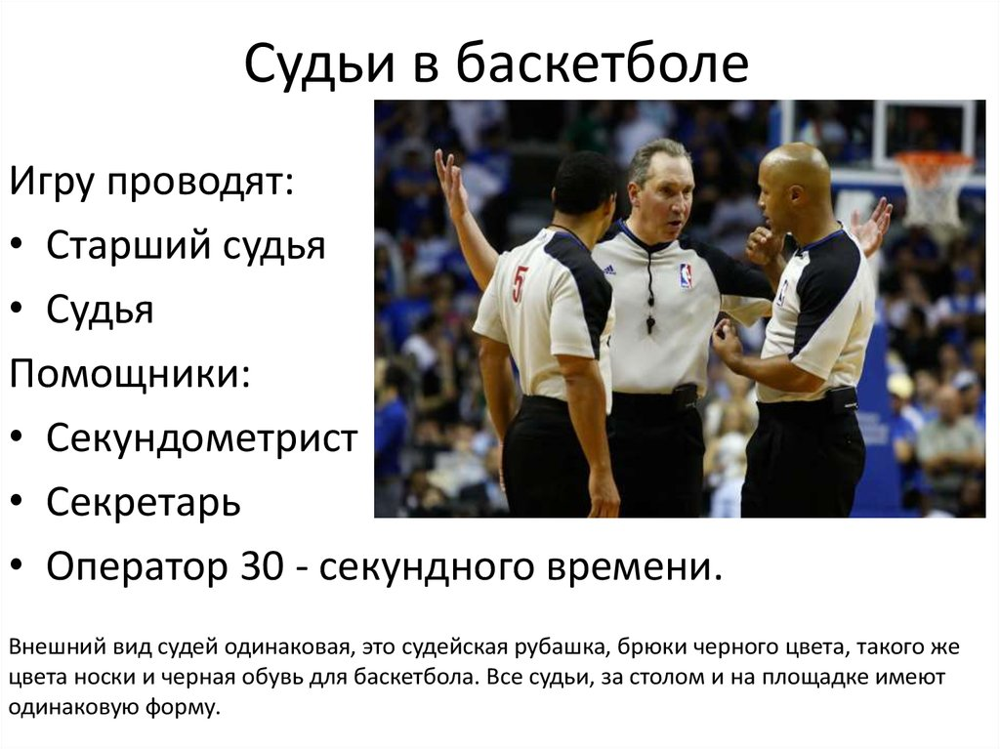 Судьи в баскетболе
Игру проводят:
• Старший судья
• Судья
Помощники:
• Секундометрист
• Секретарь
• Оператор 30 - секундного времени.
5
Внешний вид судей одинаковая, это судейская рубашка, брюки черного цвета, такого же
цвета носки и черная обувь для баскетбола. Все судьи, за столом и на площадке имеют
одинаковую форму.